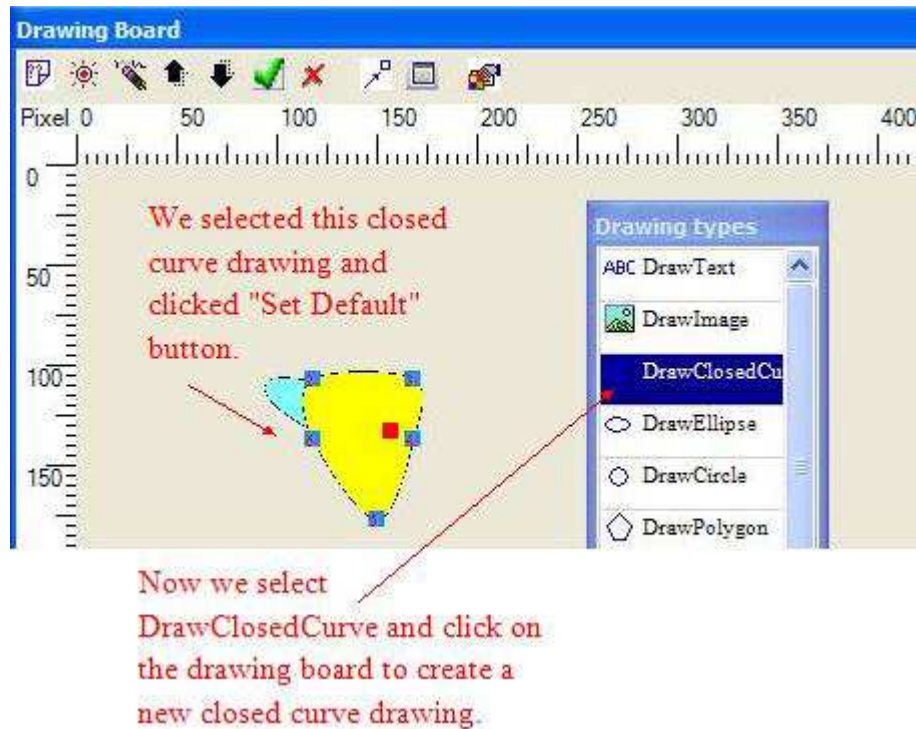 Drawing Board
Pixel 0 50 100 150 200 250 300 350 400
0
We selected this closed
curve drawing and
clicked "Set Default"
button.
50
100
150
Drawing types
ABC DrawText
DrawImage
DrawClosedCu
DrawEllipse
DrawCircle
DrawPolygon
Now we select
DrawClosedCurve and click on
the drawing board to create a
new closed curve drawing.